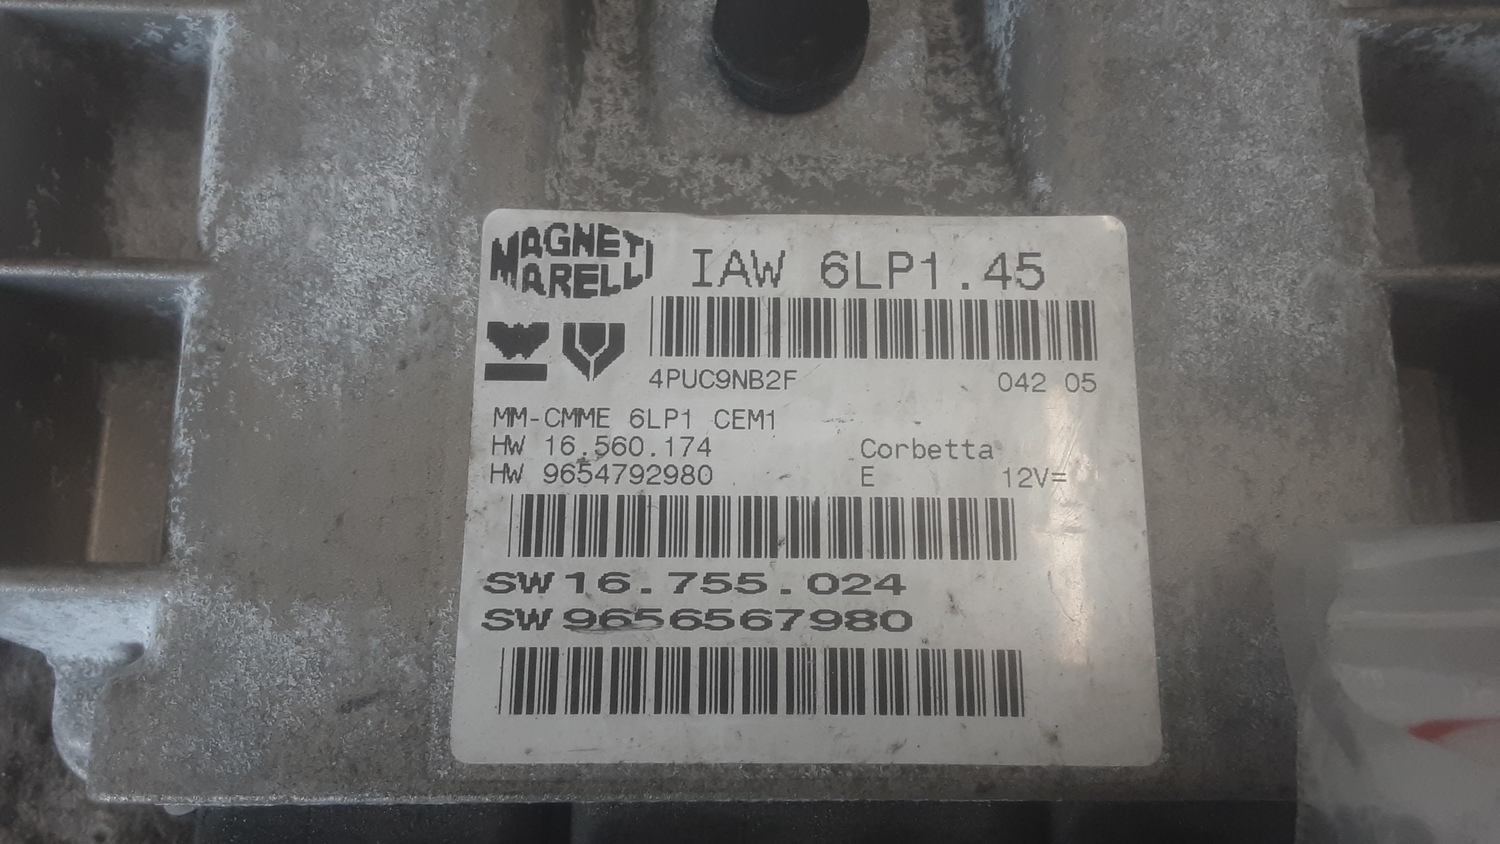 MAGNETI
MARELLI
IAW 6LP1.45
4PUC9NB2F 042 05
MM-CMME 6LP1 CEM1
HW 16.560.174 Corbetta
HW 9654792980 E 12V=
SW 16.755.024
SW 9656567980